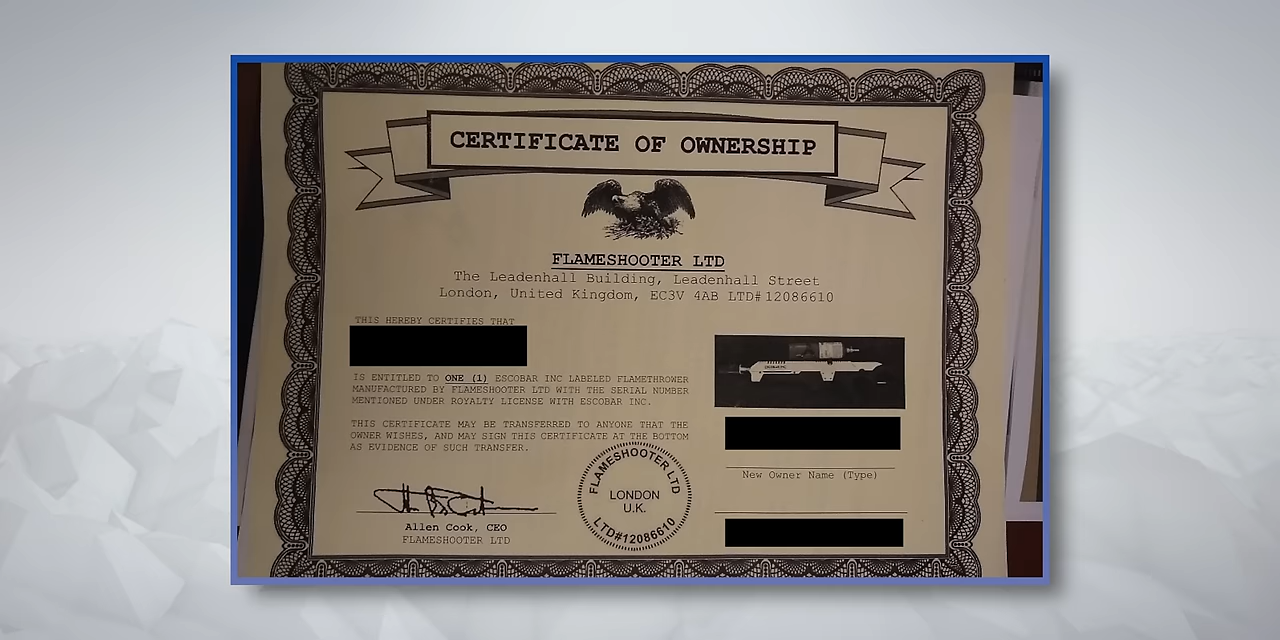 CERTIFICATE OF OWNERSHIP
FLAMESHOOTER LTD
The Leadenhall Building, Leadenhall Street
London, United Kingdom, EC3V 4AB LTD#12086610
THIS HEREBY CERTIFIES THAT
IS ENTITLED TO ONE (1) ESCOBAR INC LABELED FLAMETHROWER
MANUFACTURED BY FLAMESHOOTER LTD WITH THE SERIAL NUMBER
MENTIONED UNDER ROYALTY LICENSE WITH ESCOBAR INC.
THIS CERTIFICATE MAY BE TRANSFERRED TO ANYONE THAT THE
OWNER WISHES, AND MAY SIGN THIS CERTIFICATE AT THE BOTTOM
AS EVIDENCE OF SUCH TRANSFER.
Allen Cook, CEO
FLAMESHOOTER LTD
FLAMESHOOTER LTD
LONDON
U.K.
LTD#12086610
New Owner Name (Type)